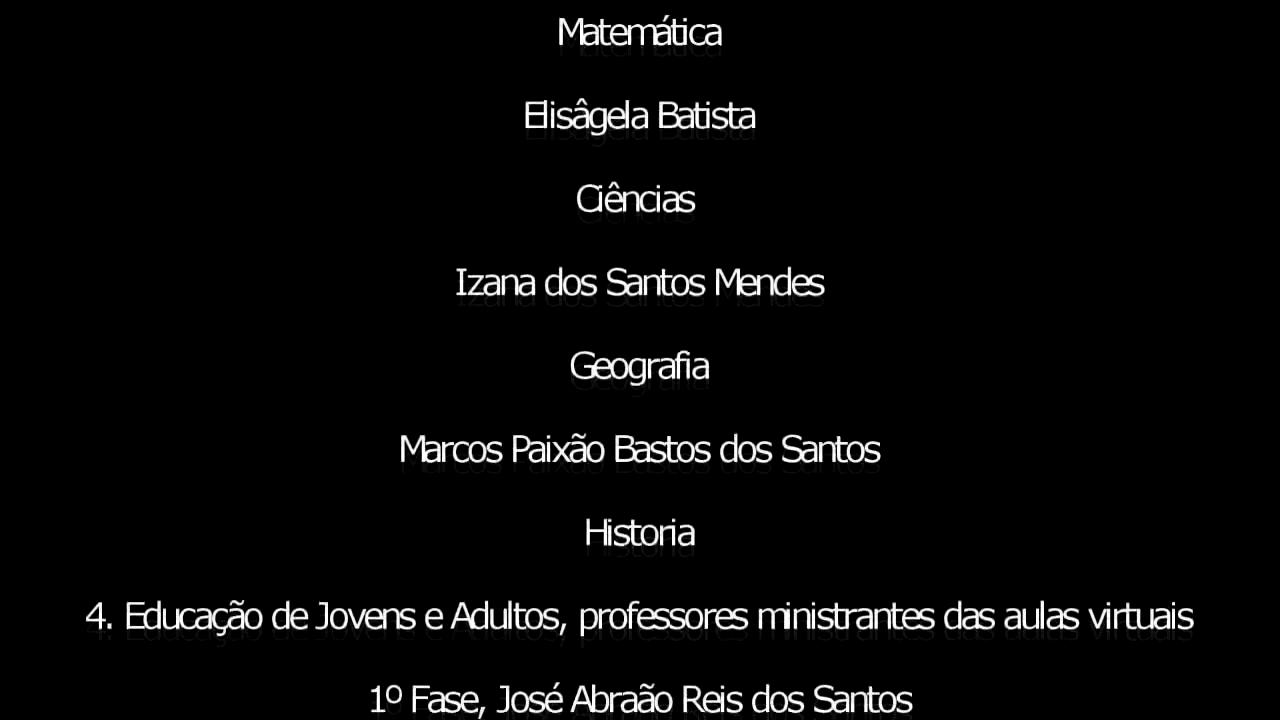 Matemática
Elisâgela Batista
Ciências
Izana dos Santos Mendes
Geografia
Marcos Paixão Bastos dos Santos
Historia
4. Educação de Jovens e Adultos, professores ministrantes das aulas virtuais
1º Fase, José Abraão Reis dos Santos